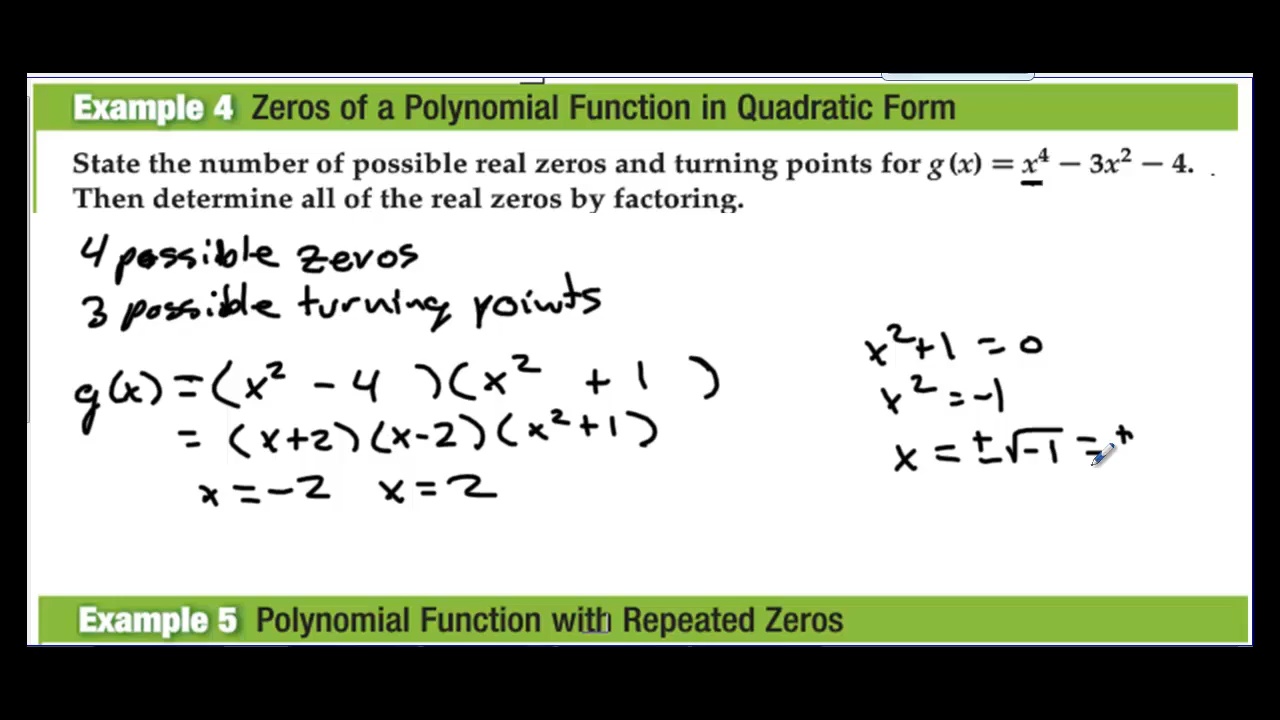 Example 4 Zeros of a Polynomial Function in Quadratic Form
State the number of possible real zeros and turning points for g(x) = x⁴ − 3x² − 4.
Then determine all of the real zeros by factoring.
4 possible zeros
3 possible turning points
g(x) = (x² - 4 )(x² + 1 )
= (x+2)(x-2)(x²+1)
x = -2 x = 2
x²+1 = 0
x² = -1
x = ±√-1 = +
Example 5 Polynomial Function with Repeated Zeros